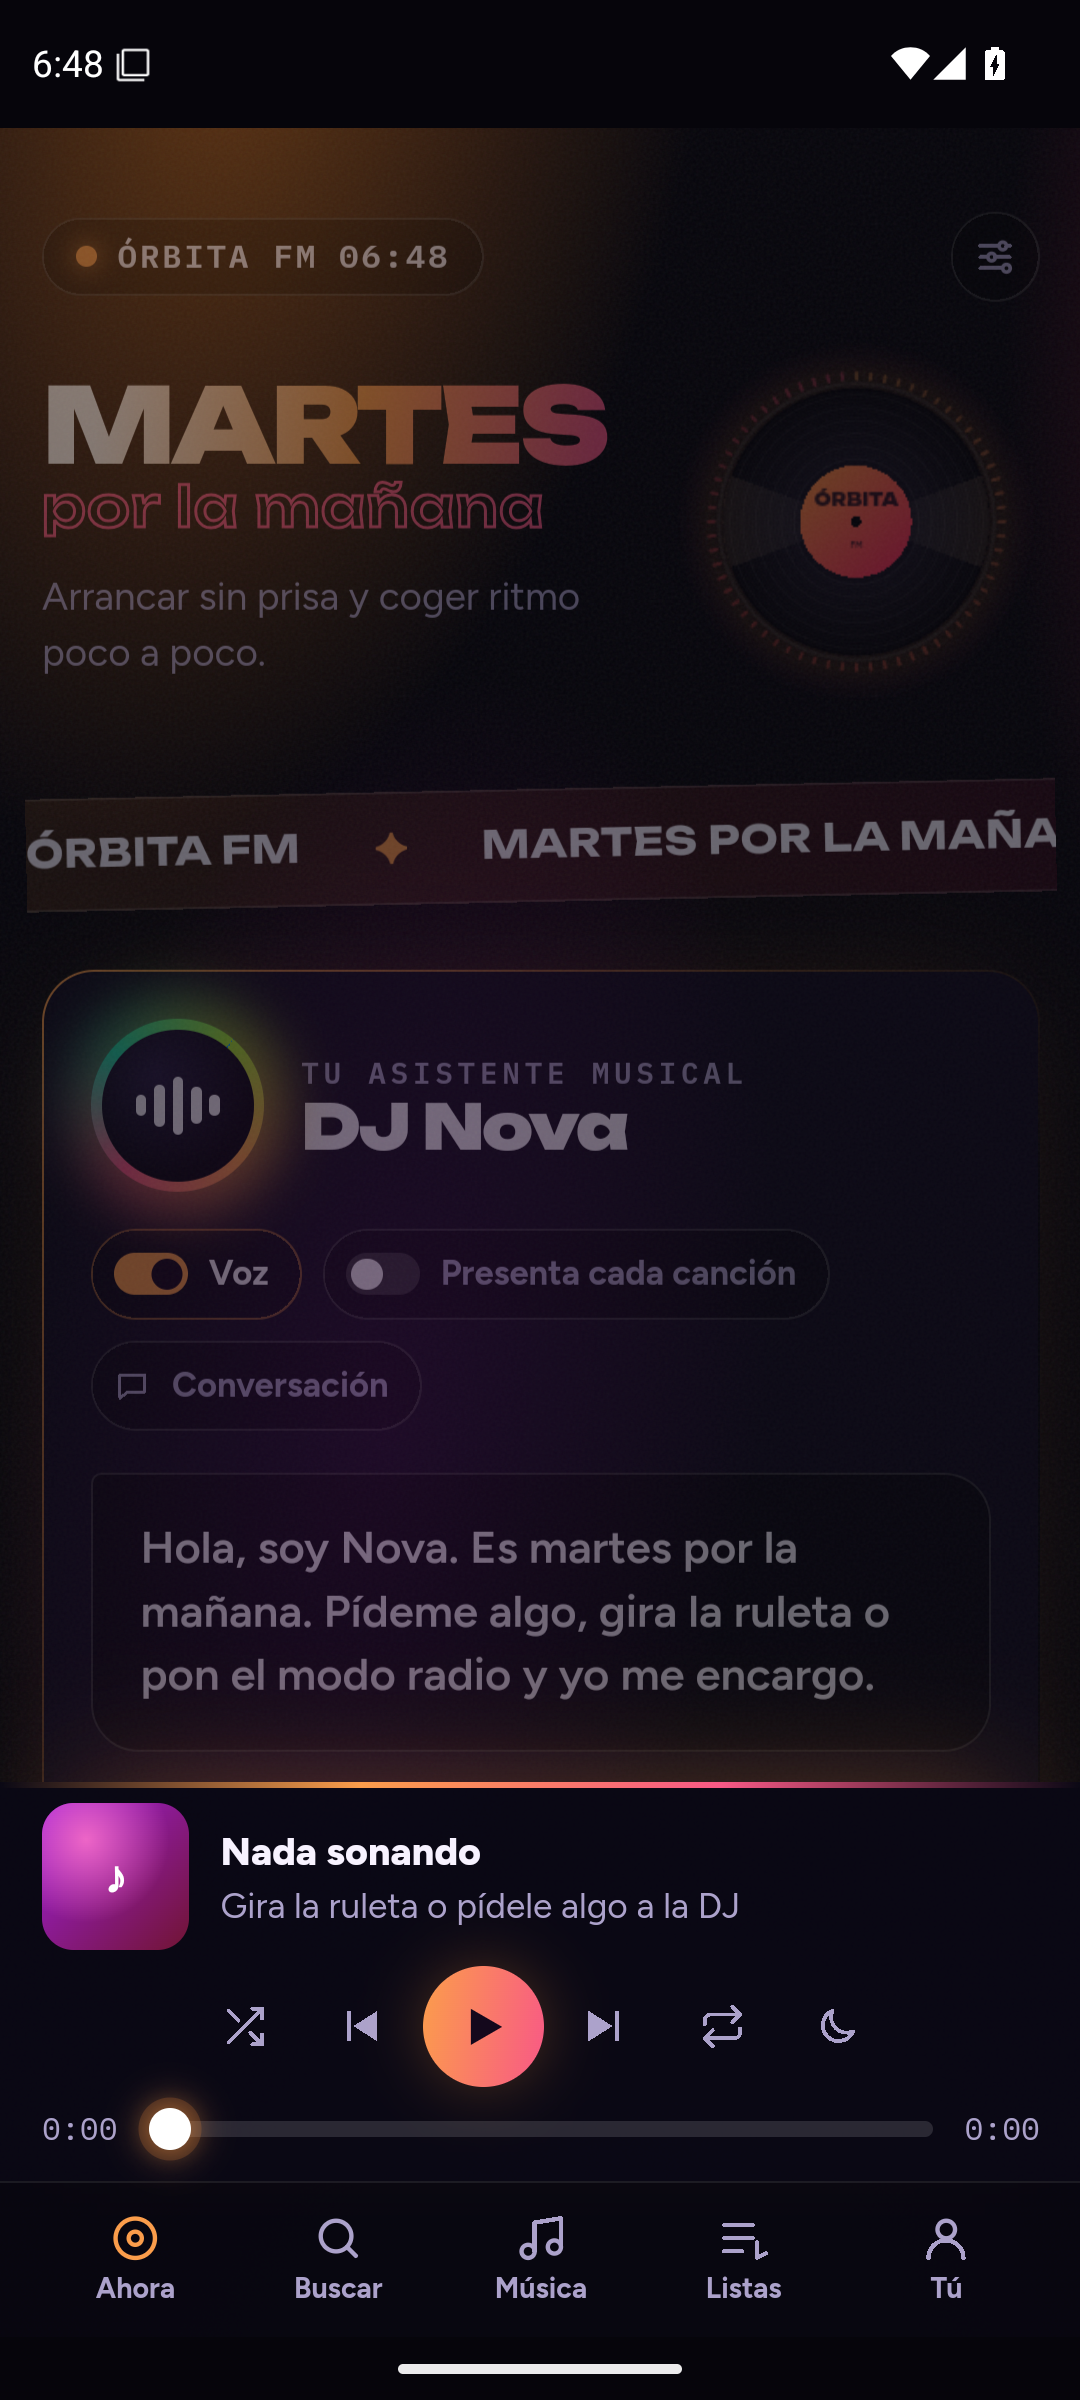 6:48
ÓRBITA FM 06:48
MARTES
por la mañana
Arrancar sin prisa y coger ritmo
poco a poco.
ÓRBITA
FM
ÓRBITA FM ✦ MARTES POR LA MAÑA
TU ASISTENTE MUSICAL
DJ Nova
Voz
Presenta cada canción
Conversación
Hola, soy Nova. Es martes por la
mañana. Pídeme algo, gira la ruleta o
pon el modo radio y yo me encargo.
Nada sonando
Gira la ruleta o pídele algo a la DJ
0:00
0:00
Ahora
Buscar
Música
Listas
Tú